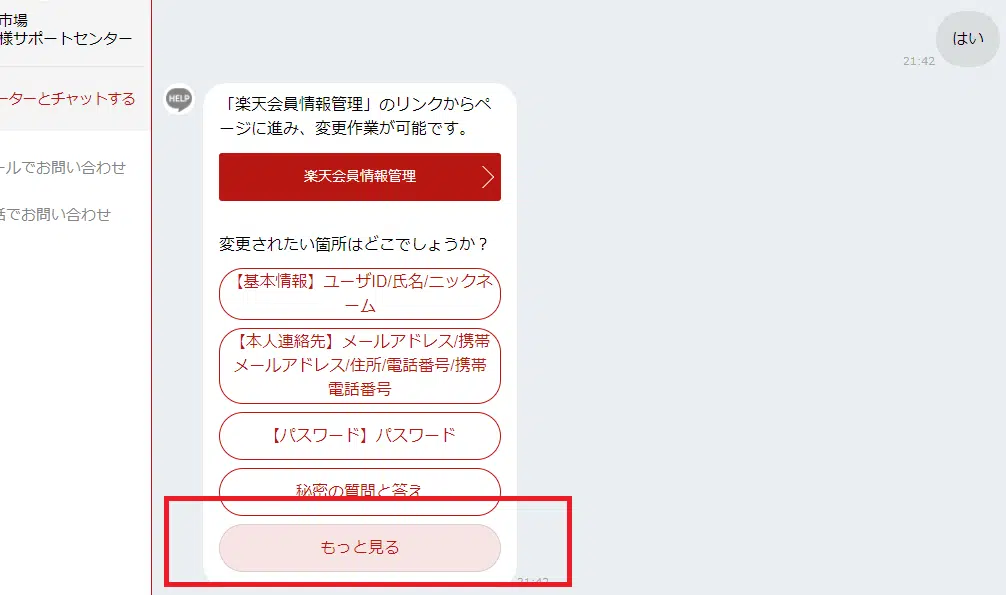 市場
様サポートセンター
ーターとチャットする
ールでお問い合わせ
話でお問い合わせ
はい
21:42
HELP
「楽天会員情報管理」のリンクからペ
ージに進み、変更作業が可能です。
楽天会員情報管理
変更されたい箇所はどこでしょうか？
【基本情報】ユーザID/氏名/ニックネ
ーム
【本人連絡先】メールアドレス/携帯
メールアドレス/住所/電話番号/携帯
電話番号
【パスワード】パスワード
秘密の質問と答え
もっと見る
21:42